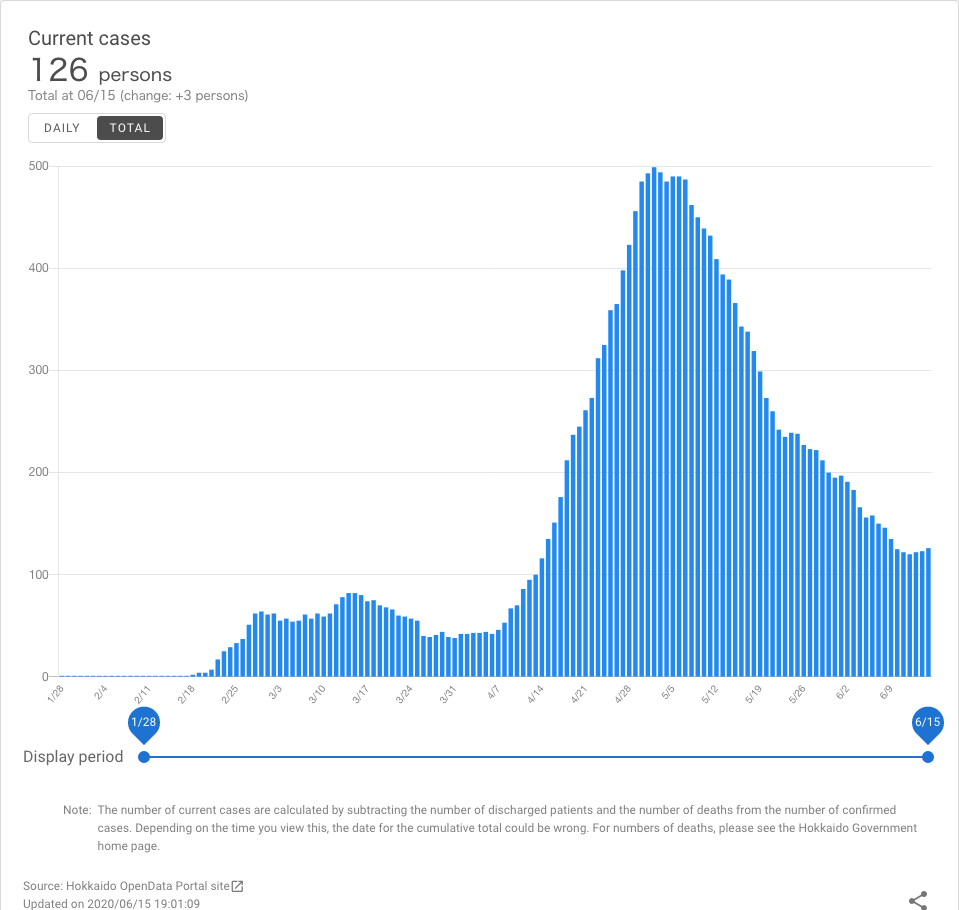 Current cases
126 persons
Total at 06/15 (change: +3 persons)
DAILY TOTAL
500
400
300
200
100
0
1/28 2/4 2/11 2/18 2/25 3/3 3/10 3/17 3/24 3/31 4/7 4/14 4/21 4/28 5/5 5/12 5/19 5/26 6/2 6/9
1/28 6/15
Display period
Note: The number of current cases are calculated by subtracting the number of discharged patients and the number of deaths from the number of confirmed
cases. Depending on the time you view this, the date for the cumulative total could be wrong. For numbers of deaths, please see the Hokkaido Government
home page.
Source: Hokkaido OpenData Portal site
Updated on 2020/06/15 19:01:09